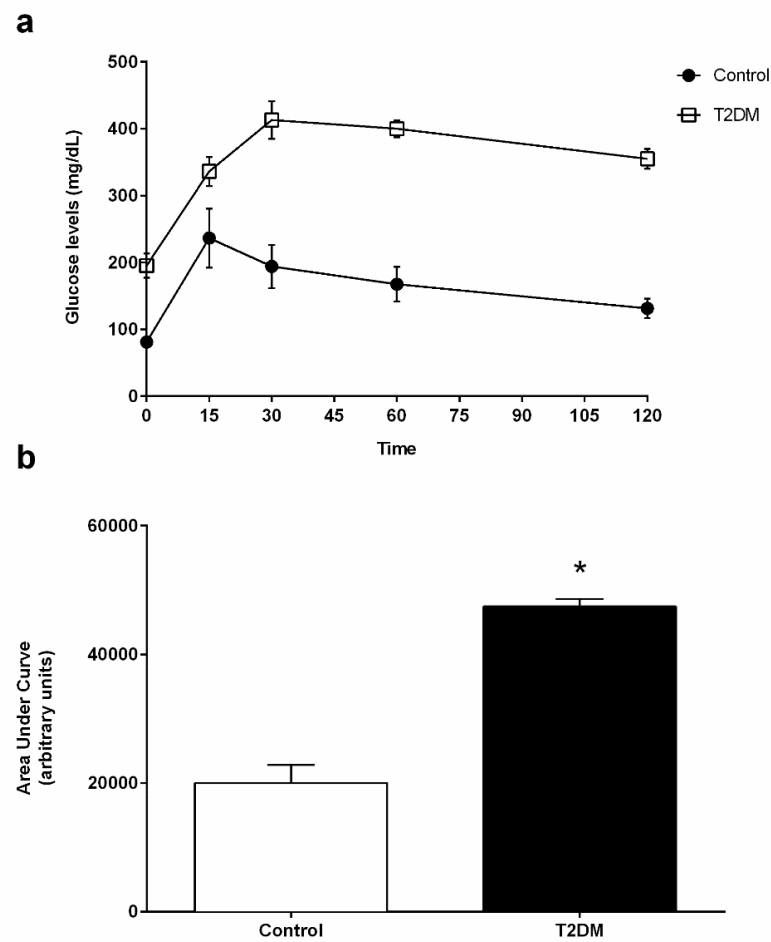 a
500
400
300
200
100
0
Glucose levels (mg/dL)
0 15 30 45 60 75 90 105 120
Time
Control
T2DM
b
60000
40000
20000
0
Area Under Curve
(arbitrary units)
*
Control T2DM